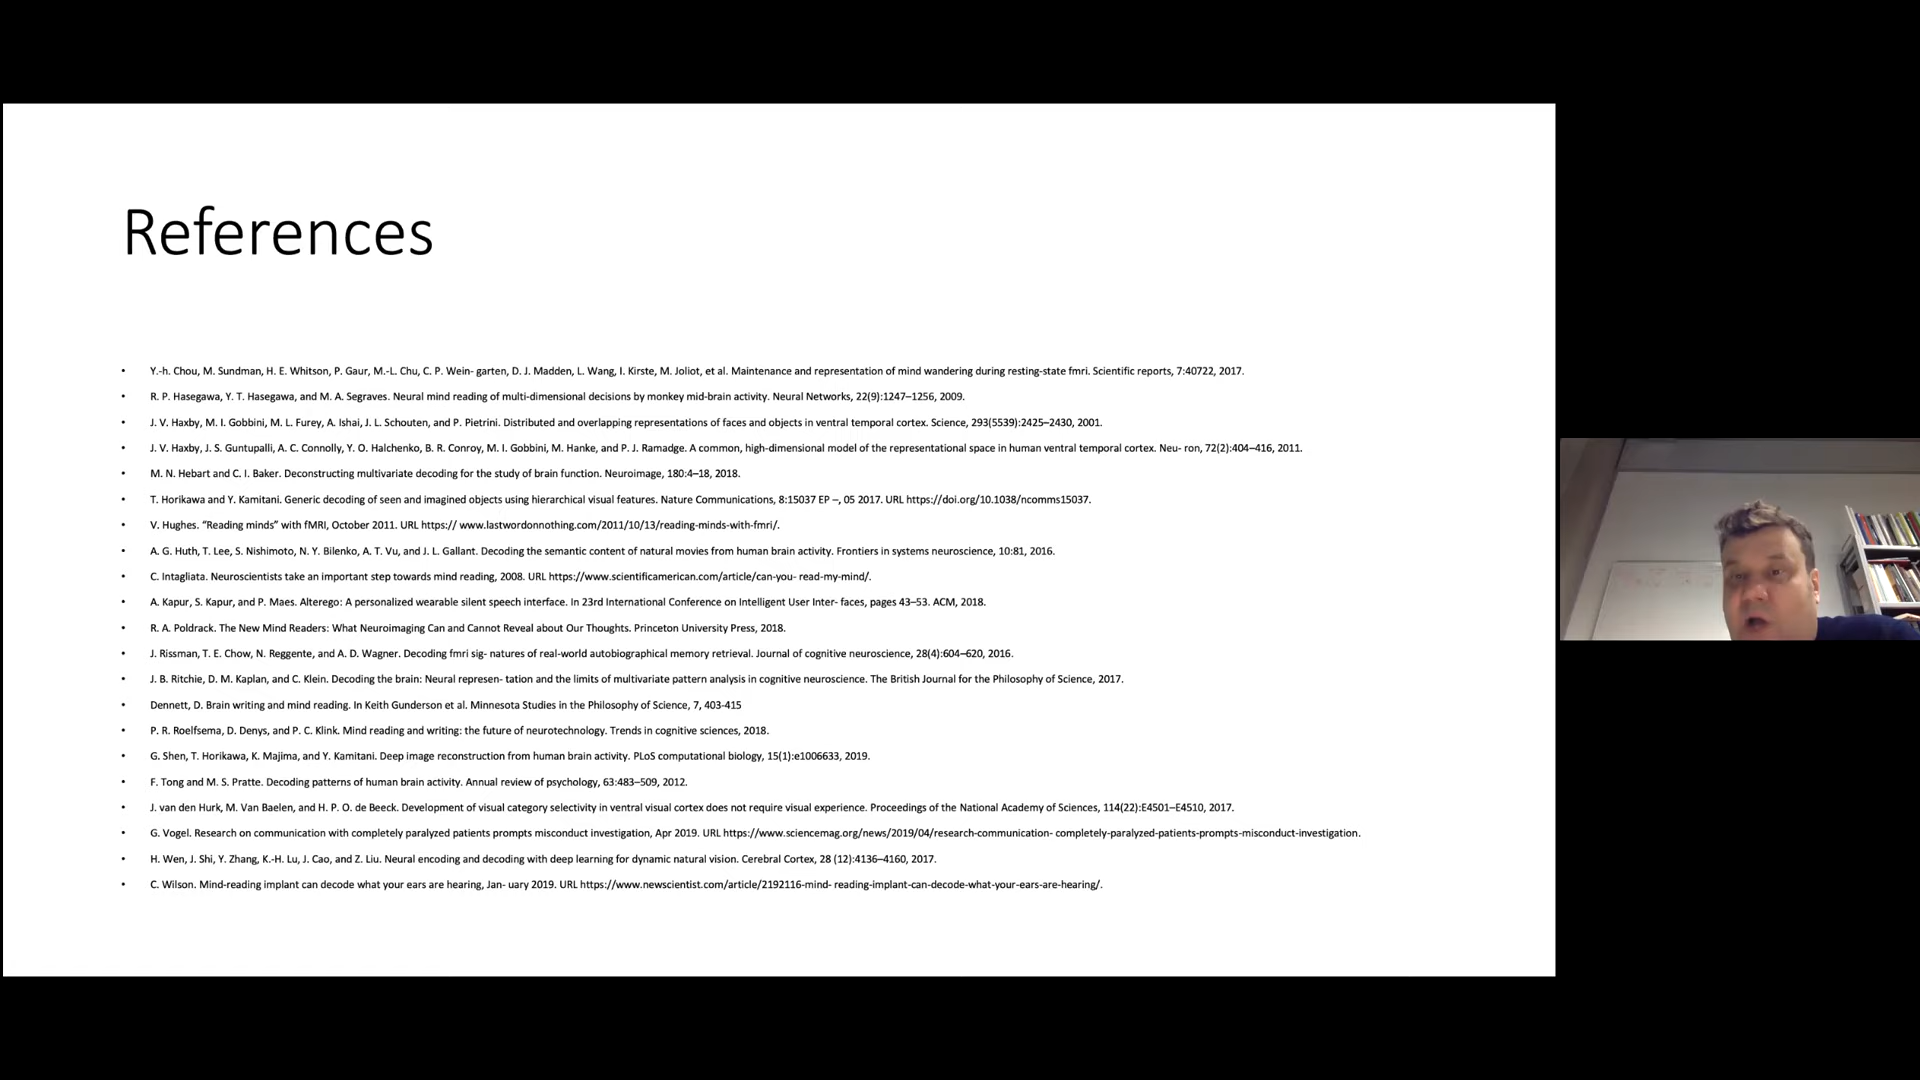 References
• Y.-h. Chou, M. Sundman, H. E. Whitson, P. Gaur, M.-L. Chu, C. P. Wein- garten, D. J. Madden, L. Wang, I. Kirste, M. Joliot, et al. Maintenance and representation of mind wandering during resting-state fmri. Scientific reports, 7:40722, 2017.
• R. P. Hasegawa, Y. T. Hasegawa, and M. A. Segraves. Neural mind reading of multi-dimensional decisions by monkey mid-brain activity. Neural Networks, 22(9):1247–1256, 2009.
• J. V. Haxby, M. I. Gobbini, M. L. Furey, A. Ishai, J. L. Schouten, and P. Pietrini. Distributed and overlapping representations of faces and objects in ventral temporal cortex. Science, 293(5539):2425–2430, 2001.
• J. V. Haxby, J. S. Guntupalli, A. C. Connolly, Y. O. Halchenko, B. R. Conroy, M. I. Gobbini, M. Hanke, and P. J. Ramadge. A common, high-dimensional model of the representational space in human ventral temporal cortex. Neu- ron, 72(2):404–416, 2011.
• M. N. Hebart and C. I. Baker. Deconstructing multivariate decoding for the study of brain function. Neuroimage, 180:4–18, 2018.
• T. Horikawa and Y. Kamitani. Generic decoding of seen and imagined objects using hierarchical visual features. Nature Communications, 8:15037 EP –, 05 2017. URL https://doi.org/10.1038/ncomms15037.
• V. Hughes. “Reading minds” with fMRI, October 2011. URL https:// www.lastwordonnothing.com/2011/10/13/reading-minds-with-fmri/.
• A. G. Huth, T. Lee, S. Nishimoto, N. Y. Bilenko, A. T. Vu, and J. L. Gallant. Decoding the semantic content of natural movies from human brain activity. Frontiers in systems neuroscience, 10:81, 2016.
• C. Intagliata. Neuroscientists take an important step towards mind reading, 2008. URL https://www.scientificamerican.com/article/can-you- read-my-mind/.
• A. Kapur, S. Kapur, and P. Maes. Alterego: A personalized wearable silent speech interface. In 23rd International Conference on Intelligent User Inter- faces, pages 43–53. ACM, 2018.
• R. A. Poldrack. The New Mind Readers: What Neuroimaging Can and Cannot Reveal about Our Thoughts. Princeton University Press, 2018.
• J. Rissman, T. E. Chow, N. Reggente, and A. D. Wagner. Decoding fmri sig- natures of real-world autobiographical memory retrieval. Journal of cognitive neuroscience, 28(4):604–620, 2016.
• J. B. Ritchie, D. M. Kaplan, and C. Klein. Decoding the brain: Neural represen- tation and the limits of multivariate pattern analysis in cognitive neuroscience. The British Journal for the Philosophy of Science, 2017.
• Dennett, D. Brain writing and mind reading. In Keith Gunderson et al. Minnesota Studies in the Philosophy of Science, 7, 403-415
• P. R. Roelfsema, D. Denys, and P. C. Klink. Mind reading and writing: the future of neurotechnology. Trends in cognitive sciences, 2018.
• G. Shen, T. Horikawa, K. Majima, and Y. Kamitani. Deep image reconstruction from human brain activity. PLoS computational biology, 15(1):e1006633, 2019.
• F. Tong and M. S. Pratte. Decoding patterns of human brain activity. Annual review of psychology, 63:483–509, 2012.
• J. van den Hurk, M. Van Baelen, and H. P. O. de Beeck. Development of visual category selectivity in ventral visual cortex does not require visual experience. Proceedings of the National Academy of Sciences, 114(22):E4501–E4510, 2017.
• G. Vogel. Research on communication with completely paralyzed patients prompts misconduct investigation, Apr 2019. URL https://www.sciencemag.org/news/2019/04/research-communication- completely-paralyzed-patients-prompts-misconduct-investigation.
• H. Wen, J. Shi, Y. Zhang, K.-H. Lu, J. Cao, and Z. Liu. Neural encoding and decoding with deep learning for dynamic natural vision. Cerebral Cortex, 28 (12):4136–4160, 2017.
• C. Wilson. Mind-reading implant can decode what your ears are hearing, Jan- uary 2019. URL https://www.newscientist.com/article/2192116-mind- reading-implant-can-decode-what-your-ears-are-hearing/.